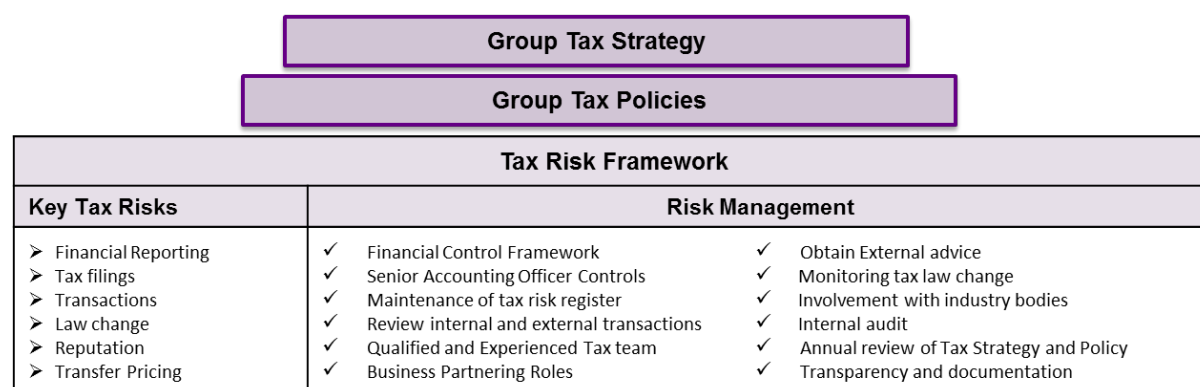 Group Tax Strategy
Group Tax Policies
Tax Risk Framework
Key Tax Risks
Risk Management
Financial Reporting
Tax filings
Transactions
Law change
Reputation
Transfer Pricing
Financial Control Framework
Senior Accounting Officer Controls
Maintenance of tax risk register
Review internal and external transactions
Qualified and Experienced Tax team
Business Partnering Roles
Obtain External advice
Monitoring tax law change
Involvement with industry bodies
Internal audit
Annual review of Tax Strategy and Policy
Transparency and documentation